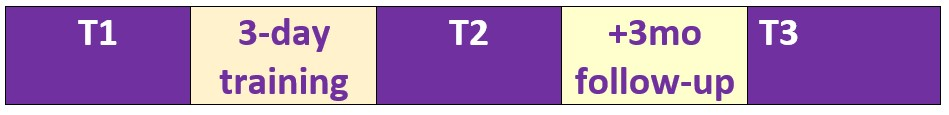 T1
3-day
training
T2
+3mo
follow-up
T3